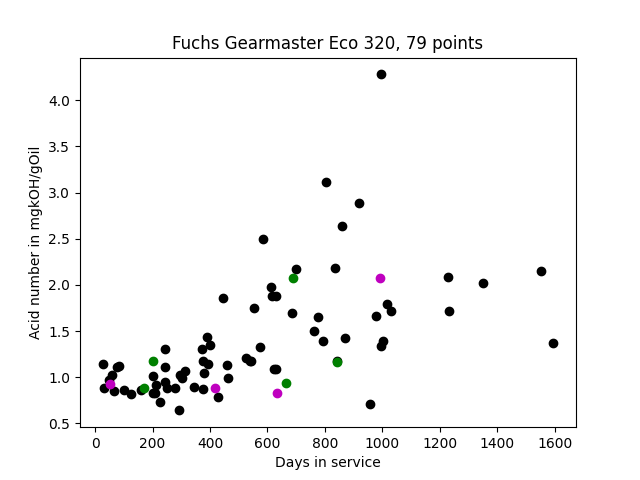 Fuchs Gearmaster Eco 320, 79 points
Acid number in mgkOH/gOil
4.0
3.5
3.0
2.5
2.0
1.5
1.0
0.5
0 200 400 600 800 1000 1200 1400 1600
Days in service